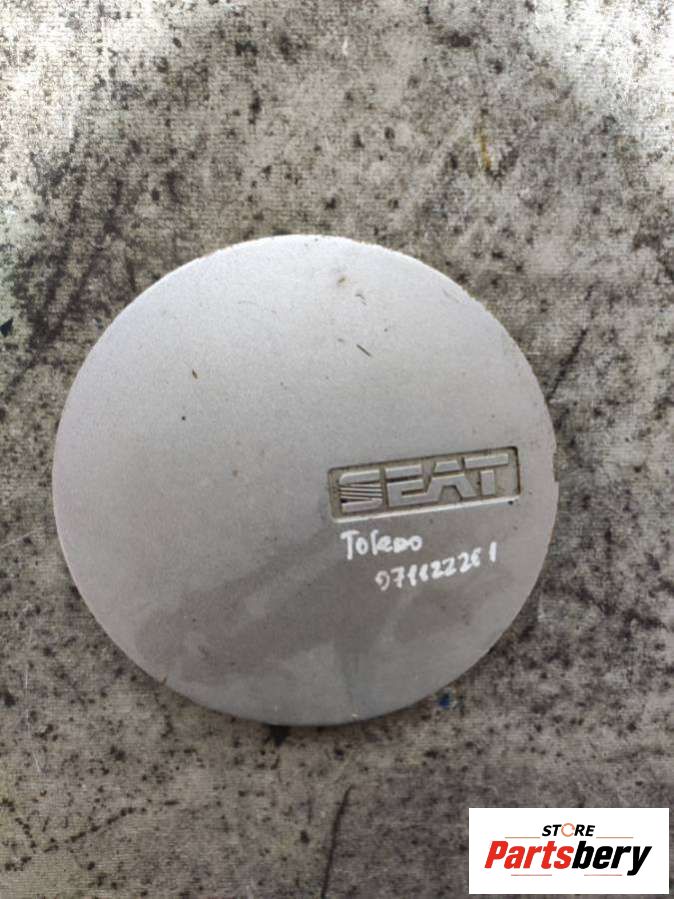 SEAT
Toledo
071122261
STORE
Partsbery